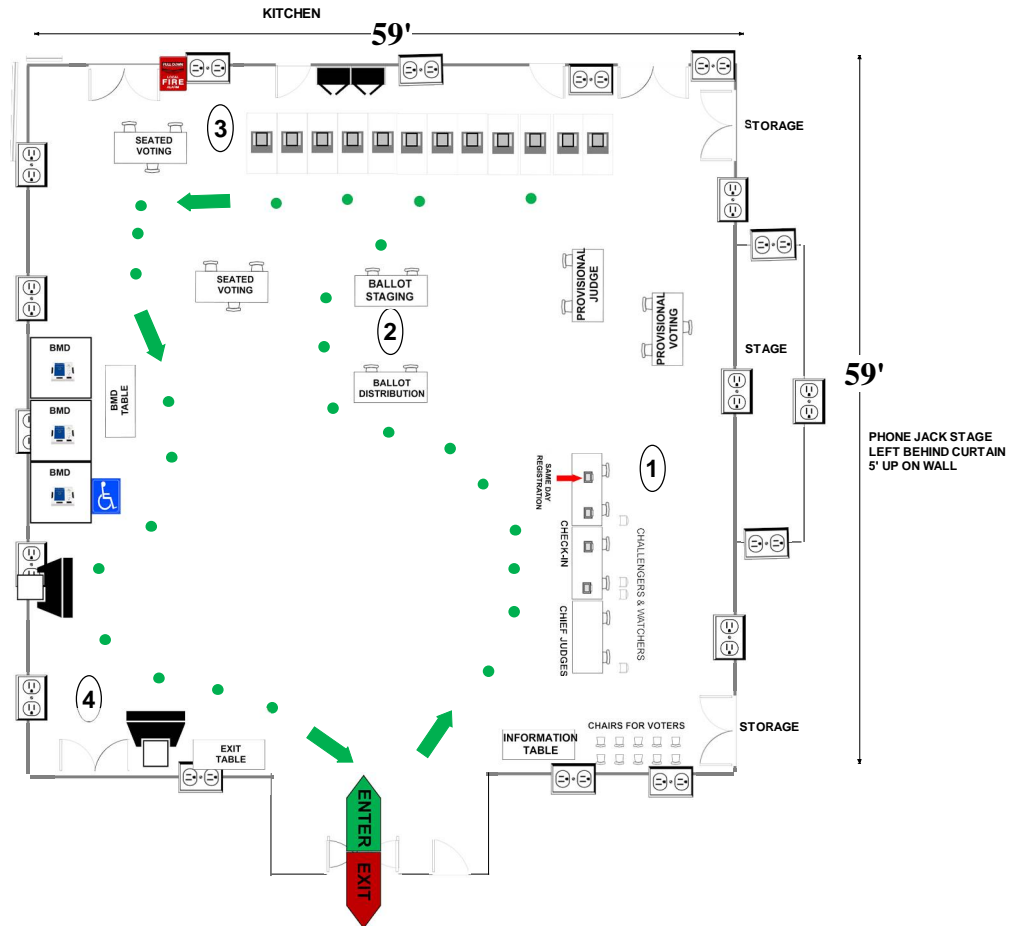 KITCHEN
59'
PULL DOWN
LOCAL
FIRE
ALARM
3
SEATED
VOTING
STORAGE
SEATED
VOTING
BALLOT
STAGING
PROVISIONAL
JUDGE
PROVISIONAL
VOTING
2
STAGE
59'
BMD
BMD
TABLE
BALLOT
DISTRIBUTION
BMD
BMD
PHONE JACK STAGE
LEFT BEHIND CURTAIN
5' UP ON WALL
1
SAME DAY
REGISTRATION
CHECK-IN
CHALLENGERS & WATCHERS
CHIEF JUDGES
4
EXIT
TABLE
INFORMATION
TABLE
CHAIRS FOR VOTERS
STORAGE
ENTER
EXIT